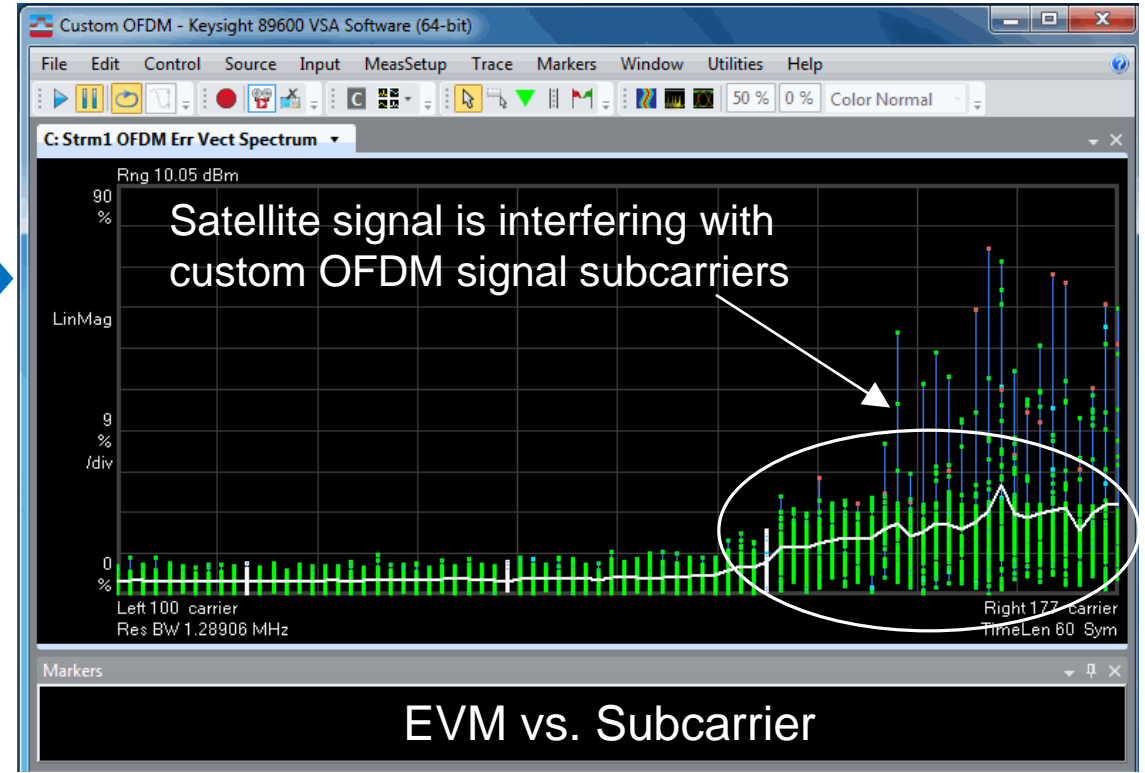 Custom OFDM - Keysight 89600 VSA Software (64-bit)
File Edit Control Source Input MeasSetup Trace Markers Window Utilities Help
50 % 0 % Color Normal
C: Strm1 OFDM Err Vect Spectrum
Rng 10.05 dBm
90
%
Satellite signal is interfering with
custom OFDM signal subcarriers
LinMag
9
%
/div
0
%
Left 100 carrier Right 177 carrier
Res BW 1.28906 MHz TimeLen 60 Sym
Markers
EVM vs. Subcarrier